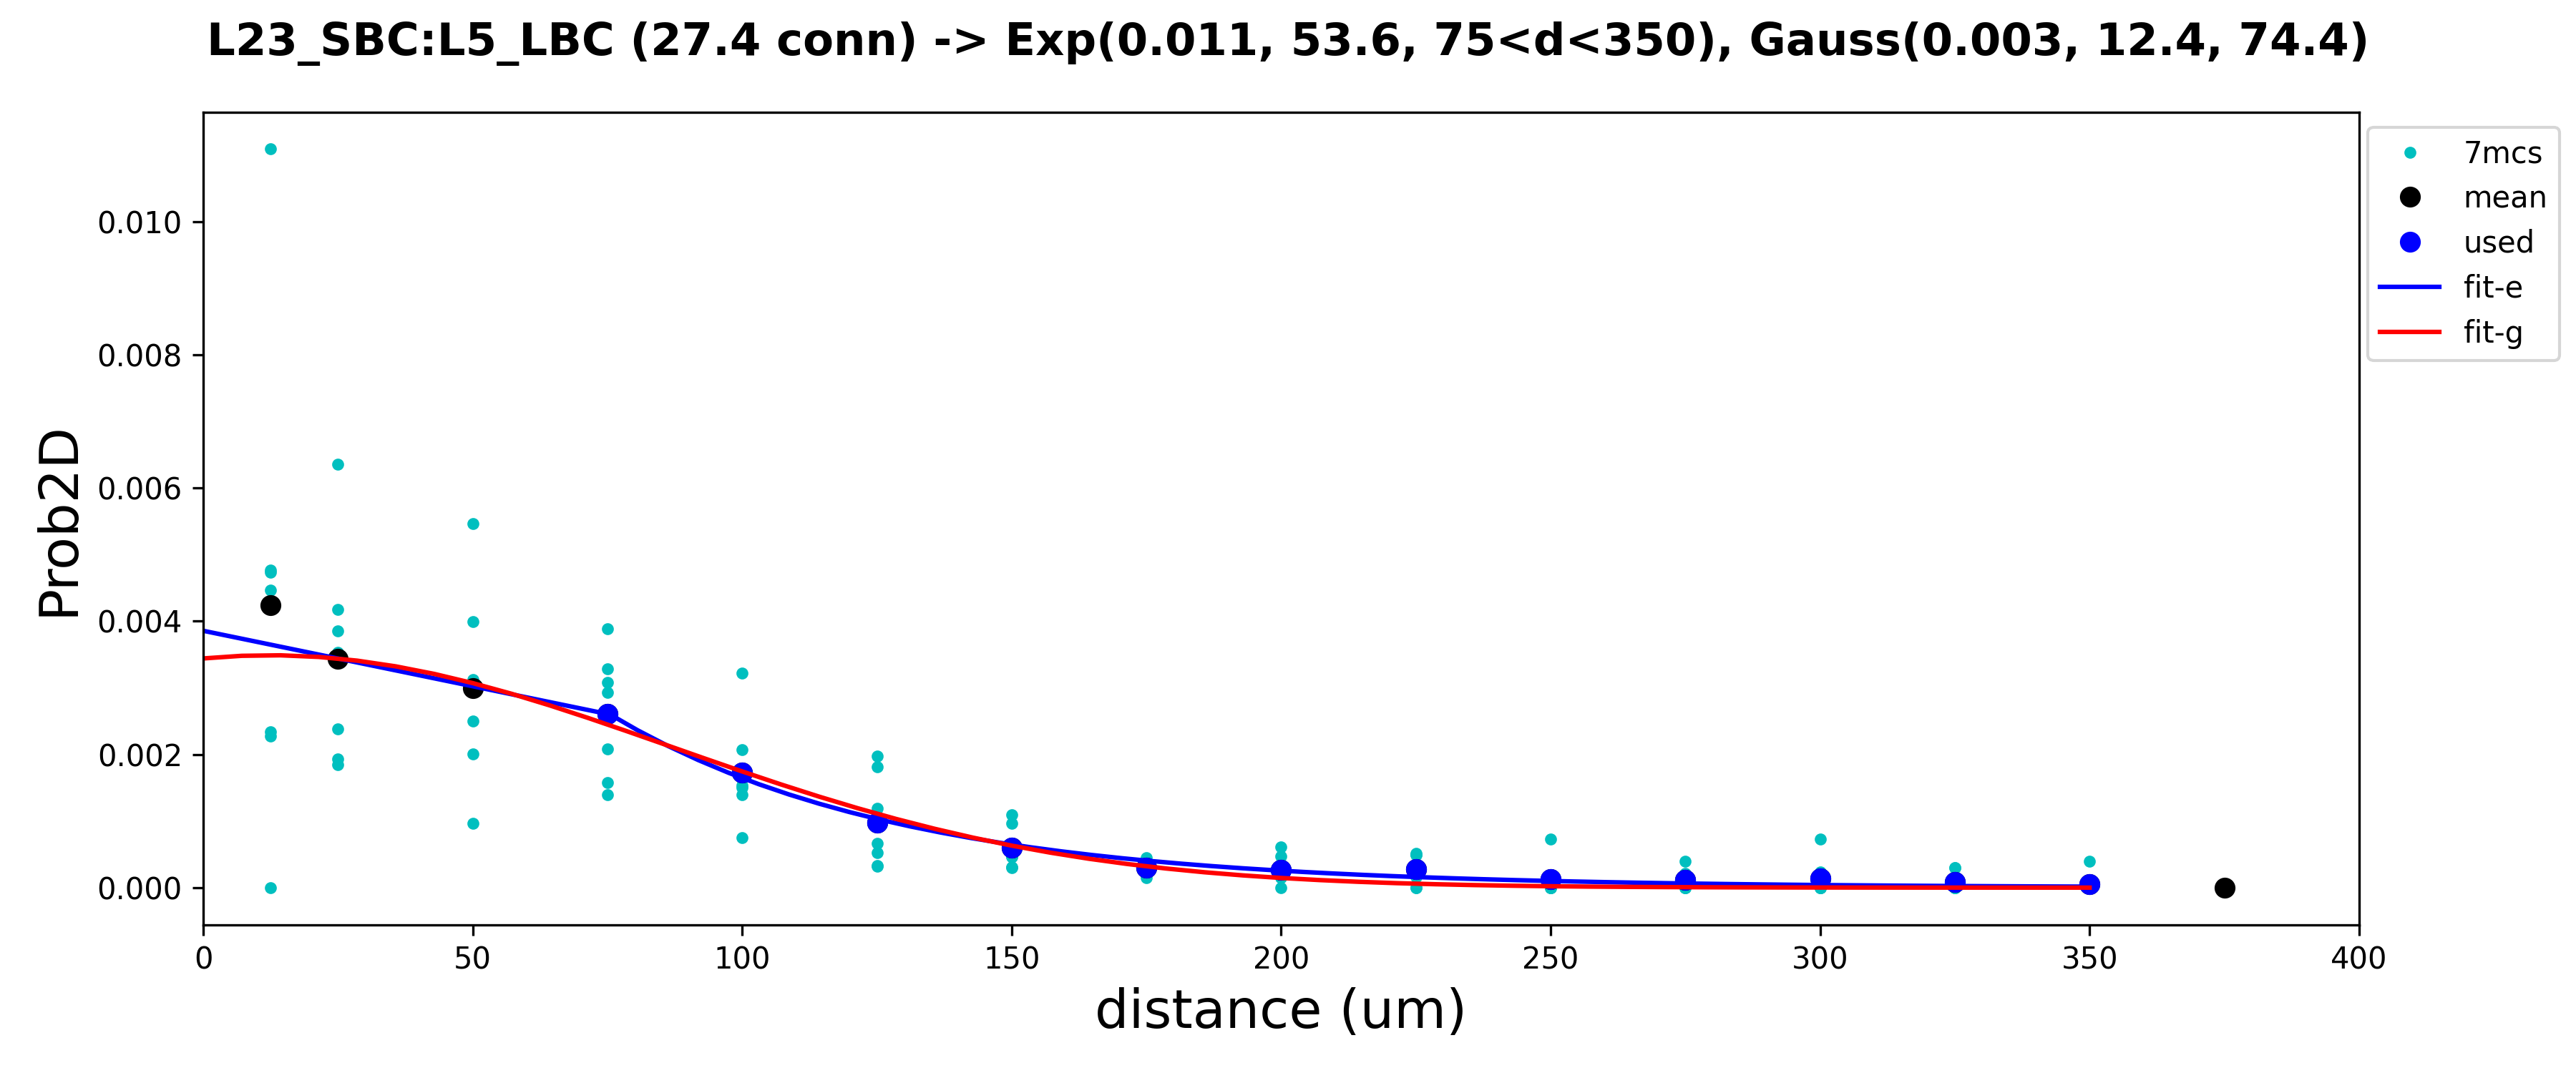 L23_SBC:L5_LBC (27.4 conn) -> Exp(0.011, 53.6, 75<d<350), Gauss(0.003, 12.4, 74.4)
7mcs
mean
used
fit-e
fit-g
Prob2D
0.010
0.008
0.006
0.004
0.002
0.000
0 50 100 150 200 250 300 350 400
distance (um)